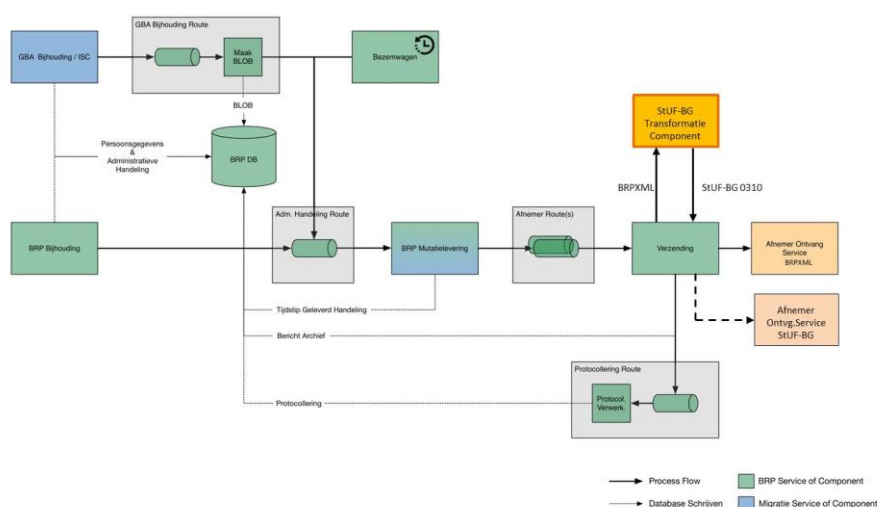 GBA Bijhouding Route
GBA Bijhouding / ISC
Maak
BLOB
Bezemwagen
BLOB
StUF-BG
Transformatie
Component
Persoonsgegevens
&
Administratieve
Handeling
BRP DB
BRPXML
StUF-BG 0310
Adm. Handeling Route
Afnemer Route(s)
BRP Bijhouding
BRP Mutatielevering
Verzending
Afnemer Ontvang
Service
BRPXML
Tijdstip Geleverd Handeling
Afnemer
Ontvg.Service
StUF-BG
Bericht Archief
Protocollering Route
Protocollering
Protocol.
Verwerk.
Process Flow
BRP Service of Component
Database Schrijven
Migratie Service of Component